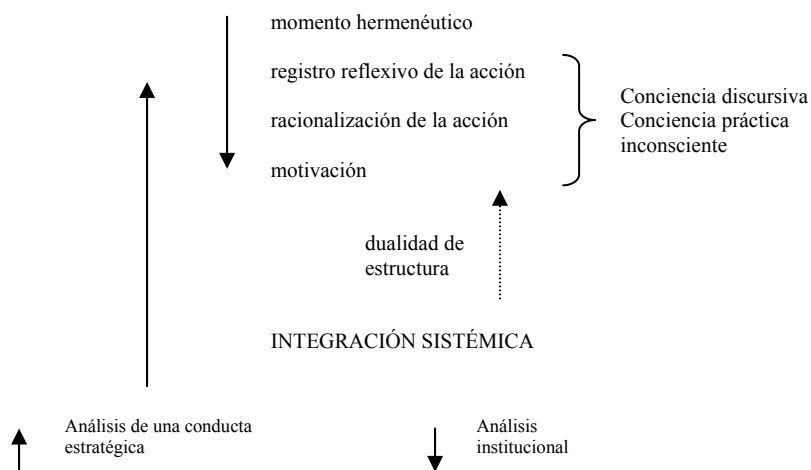 momento hermenéutico
registro reflexivo de la acción
racionalización de la acción
motivación
Conciencia discursiva
Conciencia práctica
inconsciente
dualidad de
estructura
INTEGRACIÓN SISTÉMICA
Análisis de una conducta
estratégica
Análisis
institucional